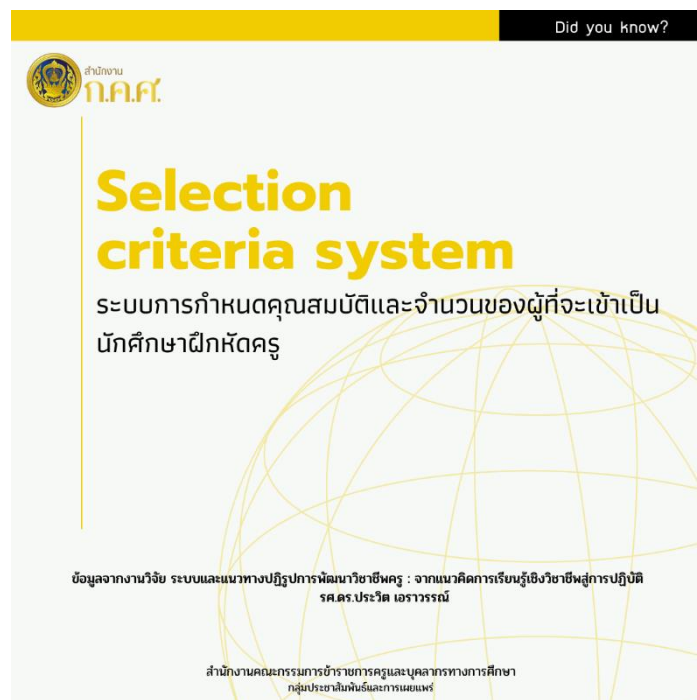 Did you know?
สำนักงาน
ก.ค.ศ.
Selection
criteria system
ระบบการกำหนดคุณสมบัติและจำนวนของผู้ที่จะเข้าเป็น
นักศึกษาฝึกหัดครู
ข้อมูลจากงานวิจัย ระบบและแนวทางปฏิรูปการพัฒนาวิชาชีพครู : จากแนวคิดการเรียนรู้เชิงวิชาชีพสู่การปฏิบัติ
รศ.ดร.ประวิต เอราวรรณ์
สำนักงานคณะกรรมการข้าราชการครูและบุคลากรทางการศึกษา
กลุ่มประชาสัมพันธ์และการเผยแพร่